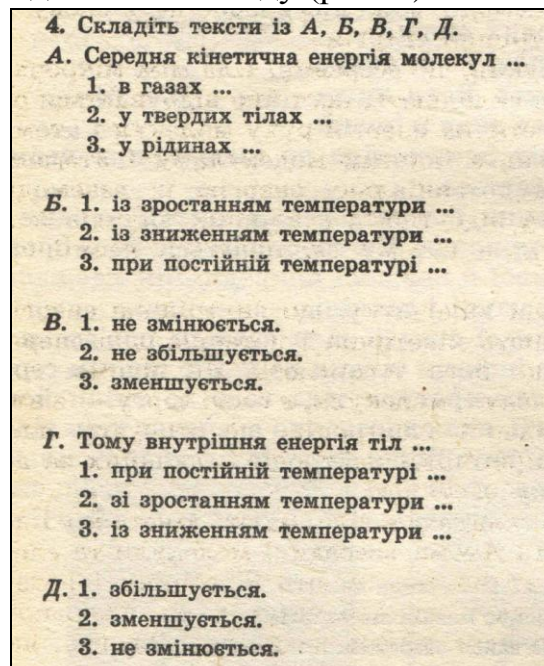 4. Складіть тексти із А, Б, В, Г, Д.
А. Середня кінетична енергія молекул ...
1. в газах ...
2. у твердих тілах ...
3. у рідинах ...
Б. 1. із зростанням температури ...
2. із зниженням температури ...
3. при постійній температурі ...
В. 1. не змінюється.
2. не збільшується.
3. зменшується.
Г. Тому внутрішня енергія тіл ...
1. при постійній температурі ...
2. зі зростанням температури ...
3. із зниженням температури ...
Д. 1. збільшується.
2. зменшується.
3. не змінюється.